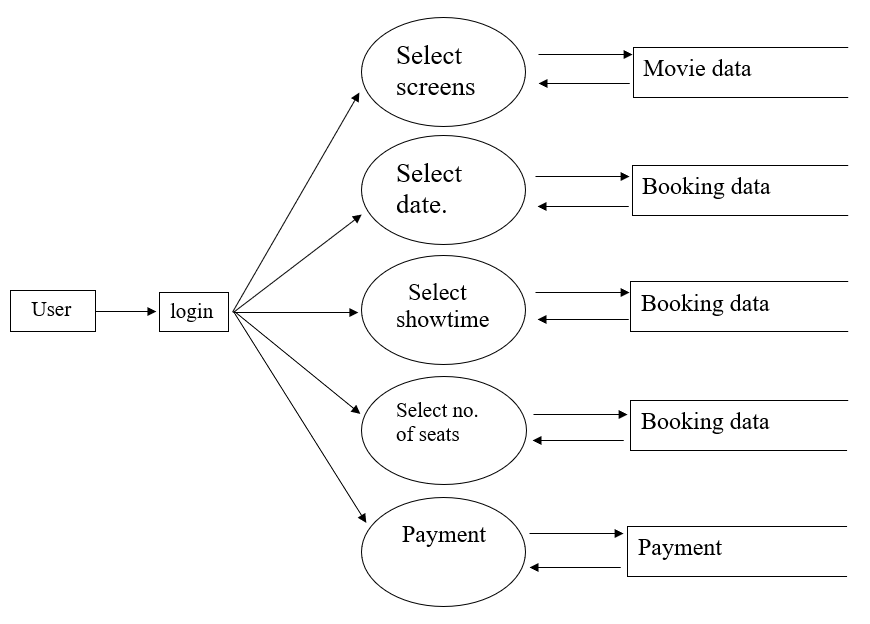 Select
screens
Movie data
Select
date.
Booking data
User
login
Select
showtime
Booking data
Select no.
of seats
Booking data
Payment
Payment